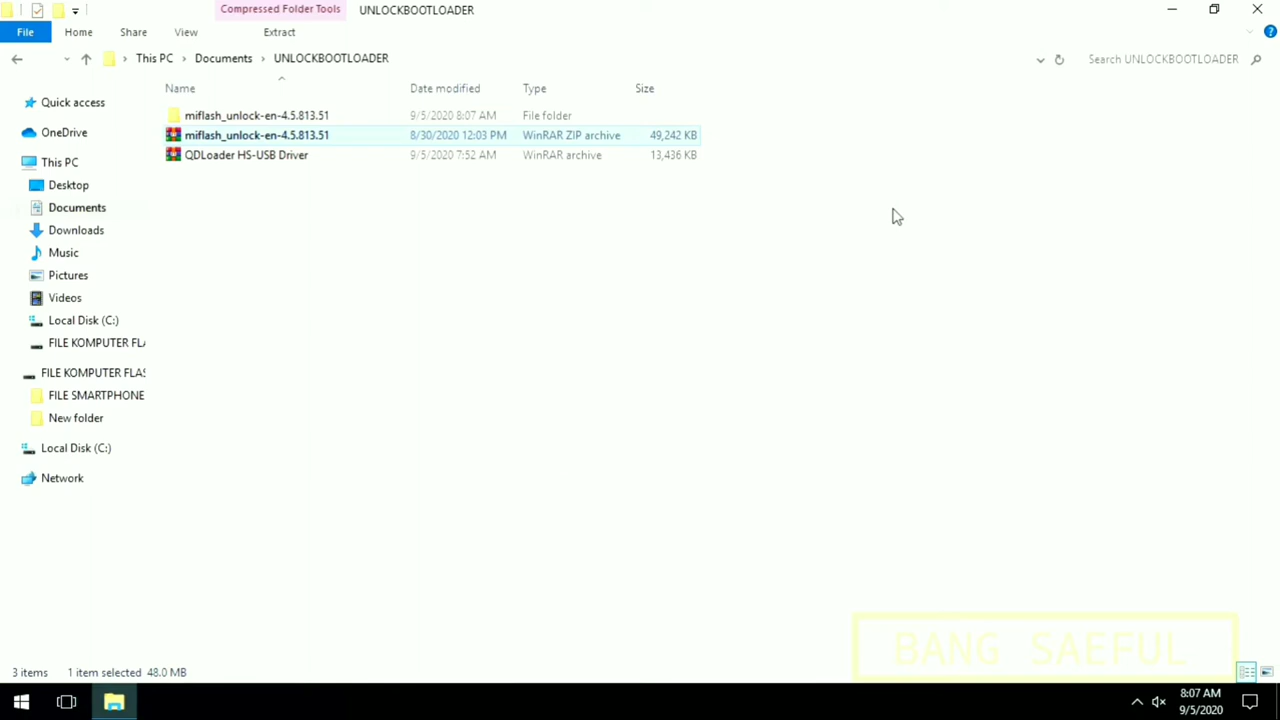 Compressed Folder Tools UNLOCKBOOTLOADER
File Home Share View Extract
This PC Documents UNLOCKBOOTLOADER Search UNLOCKBOOTLOADER
Name Date modified Type Size
miflash_unlock-en-4.5.813.51 9/5/2020 8:07 AM File folder
miflash_unlock-en-4.5.813.51 8/30/2020 12:03 PM WinRAR ZIP archive 49,242 KB
QDLoader HS-USB Driver 9/5/2020 7:52 AM WinRAR archive 13,436 KB
Quick access
OneDrive
This PC
Desktop
Documents
Downloads
Music
Pictures
Videos
Local Disk (C:)
FILE KOMPUTER FLA
FILE KOMPUTER FLAS
FILE SMARTPHONE
New folder
Local Disk (C:)
Network
BANG SAEFUL
3 items 1 item selected 48.0 MB
8:07 AM
9/5/2020